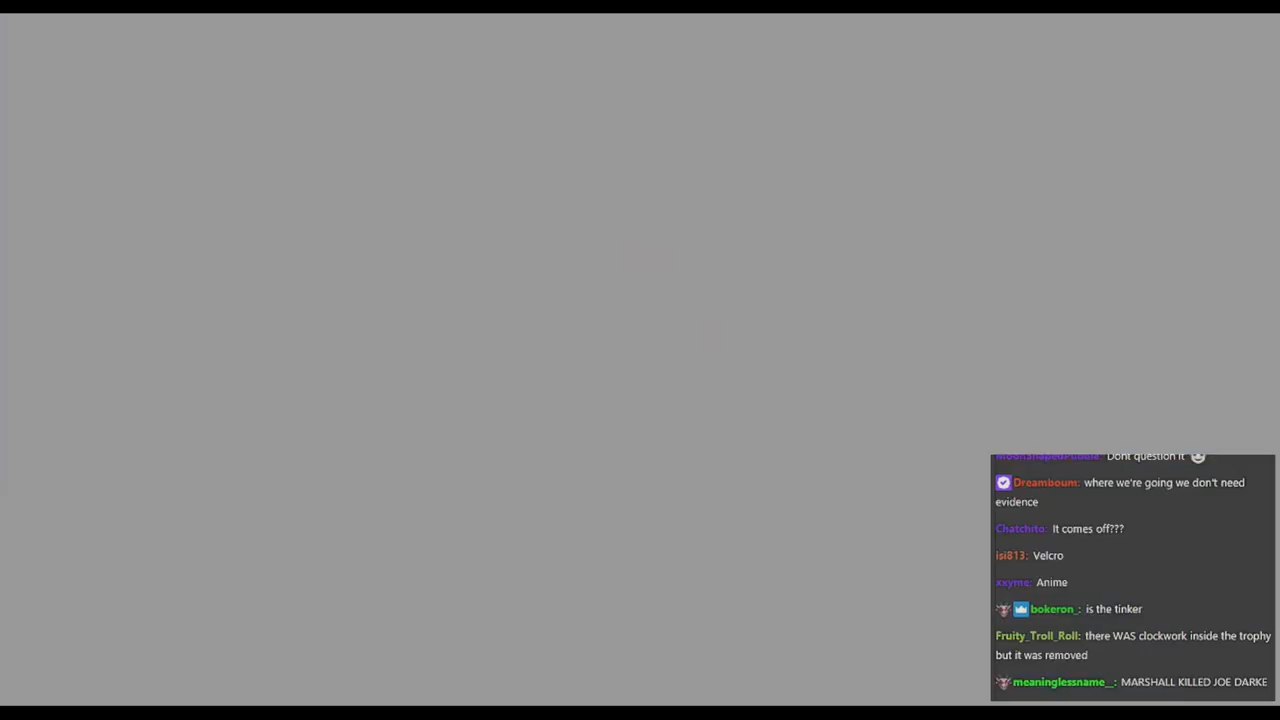 Dont question it
Dreamboum: where we're going we don't need
evidence
Chatchito: It comes off???
isi813: Velcro
xxyme: Anime
bokeron_: is the tinker
Fruity_Troll_Roll: there WAS clockwork inside the trophy
but it was removed
meaninglessname__: MARSHALL KILLED JOE DARKE